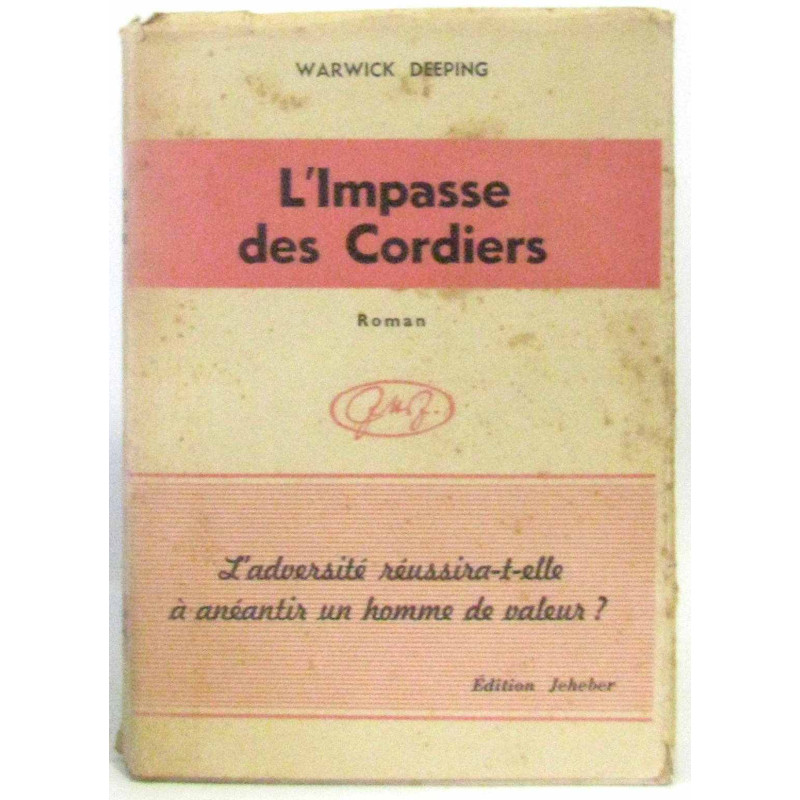 WARWICK DEEPING
L'Impasse
des Cordiers
Roman
L'adversité réussira-t-elle
à anéantir un homme de valeur ?
Édition Jeheber